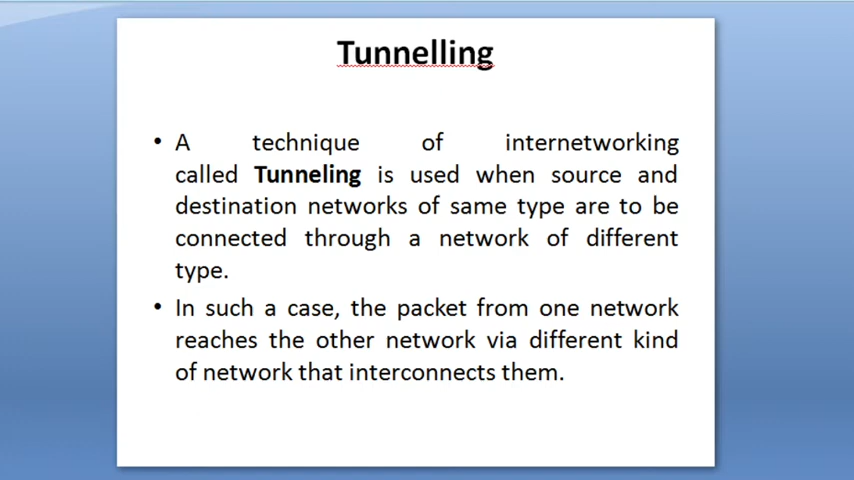 Tunnelling
• A technique of internetworking
called Tunneling is used when source and
destination networks of same type are to be
connected through a network of different
type.
• In such a case, the packet from one network
reaches the other network via different kind
of network that interconnects them.